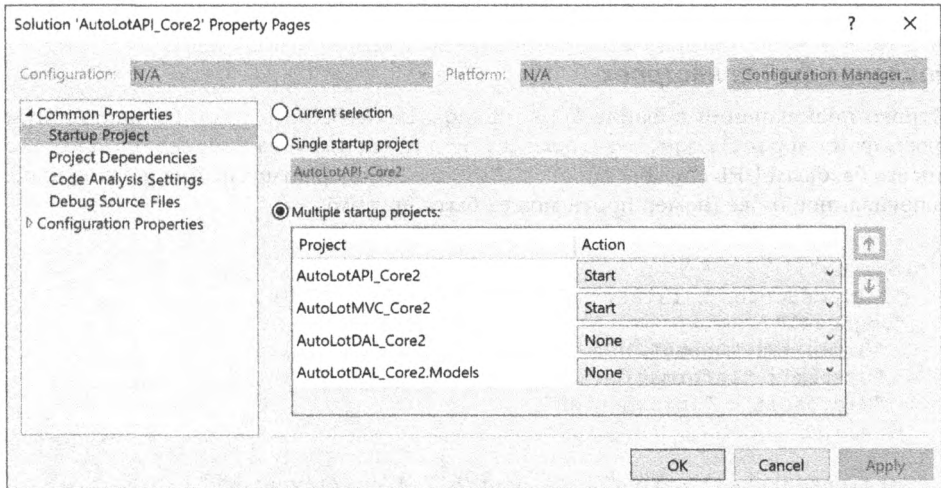 Solution 'AutoLotAPI_Core2' Property Pages ? ×
Configuration: N/A Platform: N/A Configuration Manager...
Common Properties
Startup Project
Project Dependencies
Code Analysis Settings
Debug Source Files
Configuration Properties
Current selection
Single startup project
AutoLotAPI_Core2
Multiple startup projects:
Project Action
AutoLotAPI_Core2 Start
AutoLotMVC_Core2 Start
AutoLotDAL_Core2 None
AutoLotDAL_Core2.Models None
OK Cancel Apply